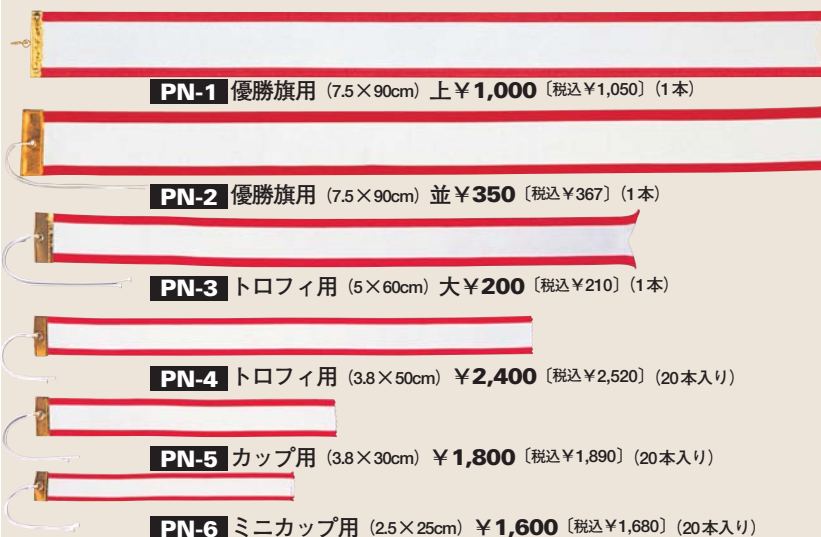 PN-1 優勝旗用（7.5×90cm）上￥1,000〔税込￥1,050〕（1本）
PN-2 優勝旗用（7.5×90cm）並￥350〔税込￥367〕（1本）
PN-3 トロフィ用（5×60cm）大￥200〔税込￥210〕（1本）
PN-4 トロフィ用（3.8×50cm）￥2,400〔税込￥2,520〕（20本入り）
PN-5 カップ用（3.8×30cm）￥1,800〔税込￥1,890〕（20本入り）
PN-6 ミニカップ用（2.5×25cm）￥1,600〔税込￥1,680〕（20本入り）